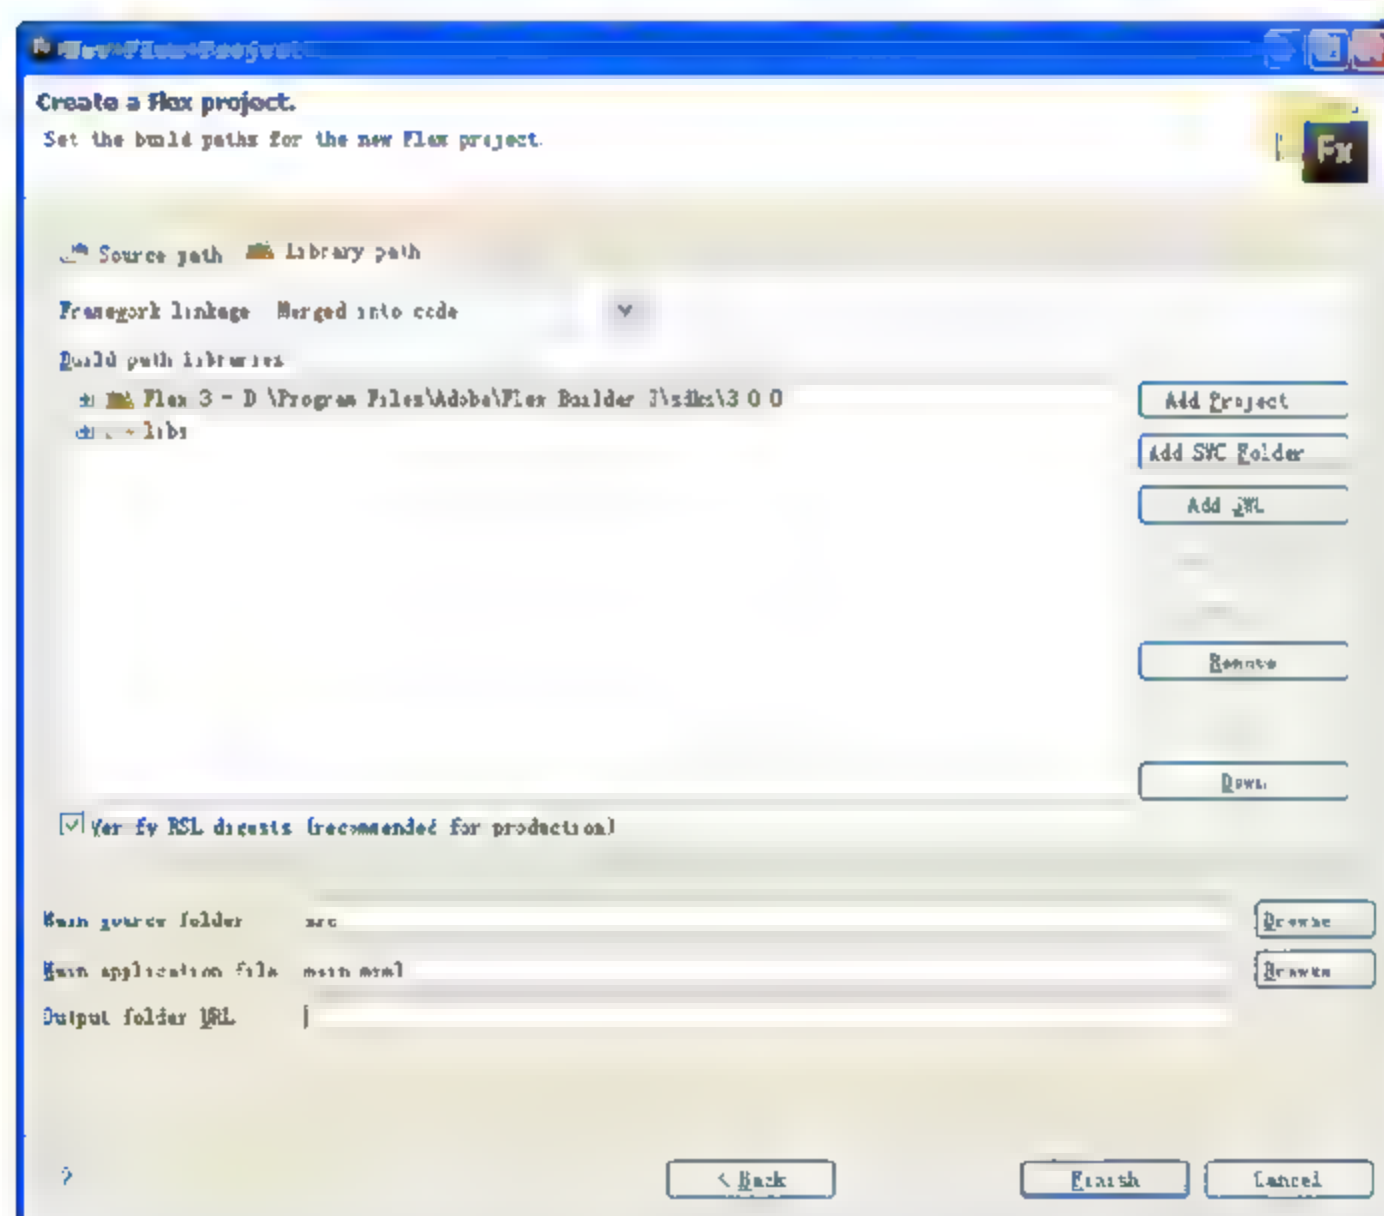 New Flex Project
Create a Flex project.
Set the build paths for the new Flex project.
Fx
Source path Library path
Framework linkage Merged into code
Build path libraries
Flex 3 - D \Program Files\Adobe\Flex Builder 3\sdks\3 0 0
libs
Add Project
Add SWC Folder
Add SWC
Remove
Down
Verify RSL digests (recommended for production)
Main source folder src Browse
Main application file main mxml Browse
Output folder URL
?
< Back Finish Cancel